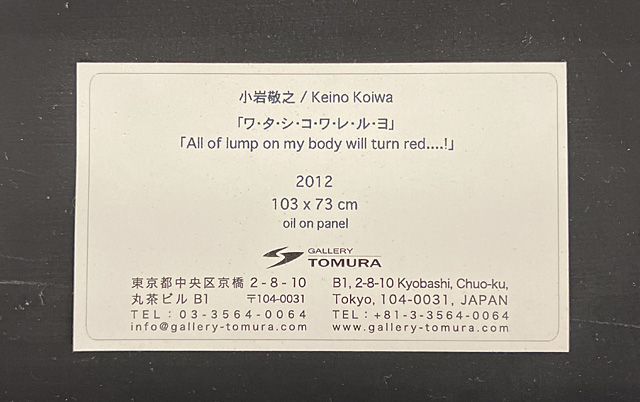 小岩敬之 / Keino Koiwa
「ワ・タ・シ・コ・ワ・レ・ル・ヨ」
「All of lump on my body will turn red....!」
2012
103 x 73 cm
oil on panel
GALLERY
TOMURA
東京都中央区京橋 2-8-10
丸茶ビル B1 〒104-0031
TEL: 03-3564-0064
info@gallery-tomura.com
B1, 2-8-10 Kyobashi, Chuo-ku,
Tokyo, 104-0031, JAPAN
TEL: +81-3-3564-0064
www.gallery-tomura.com